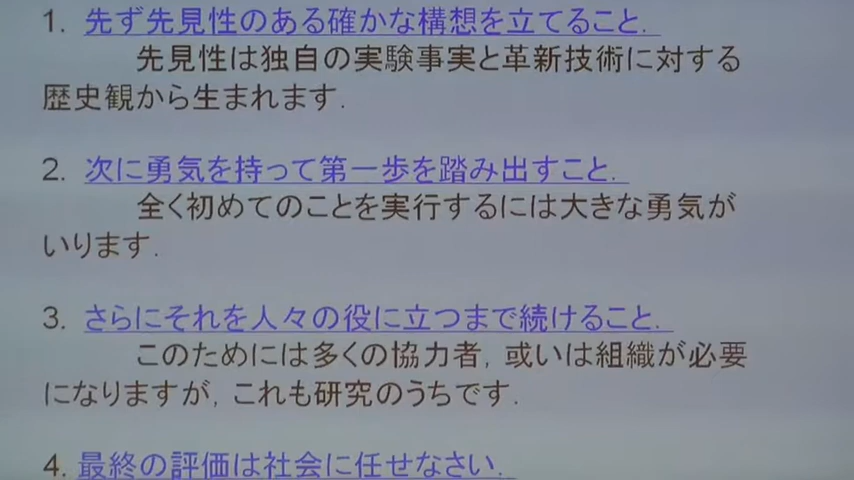 1. 先ず先見性のある確かな構想を立てること.
先見性は独自の実験事実と革新技術に対する
歴史観から生まれます.
2. 次に勇気を持って第一歩を踏み出すこと.
全く初めてのことを実行するには大きな勇気が
いります.
3. さらにそれを人々の役に立つまで続けること.
このためには多くの協力者, 或いは組織が必要
になりますが, これも研究のうちです.
4. 最終の評価は社会に任せなさい.